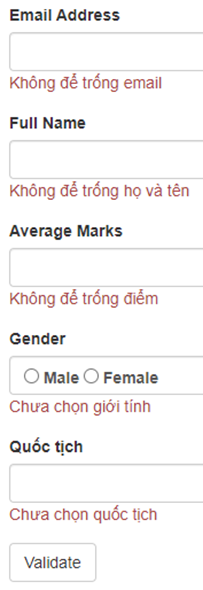 Email Address
Không để trống email
Full Name
Không để trống họ và tên
Average Marks
Không để trống điểm
Gender
Male Female
Chưa chọn giới tính
Quốc tịch
Chưa chọn quốc tịch
Validate